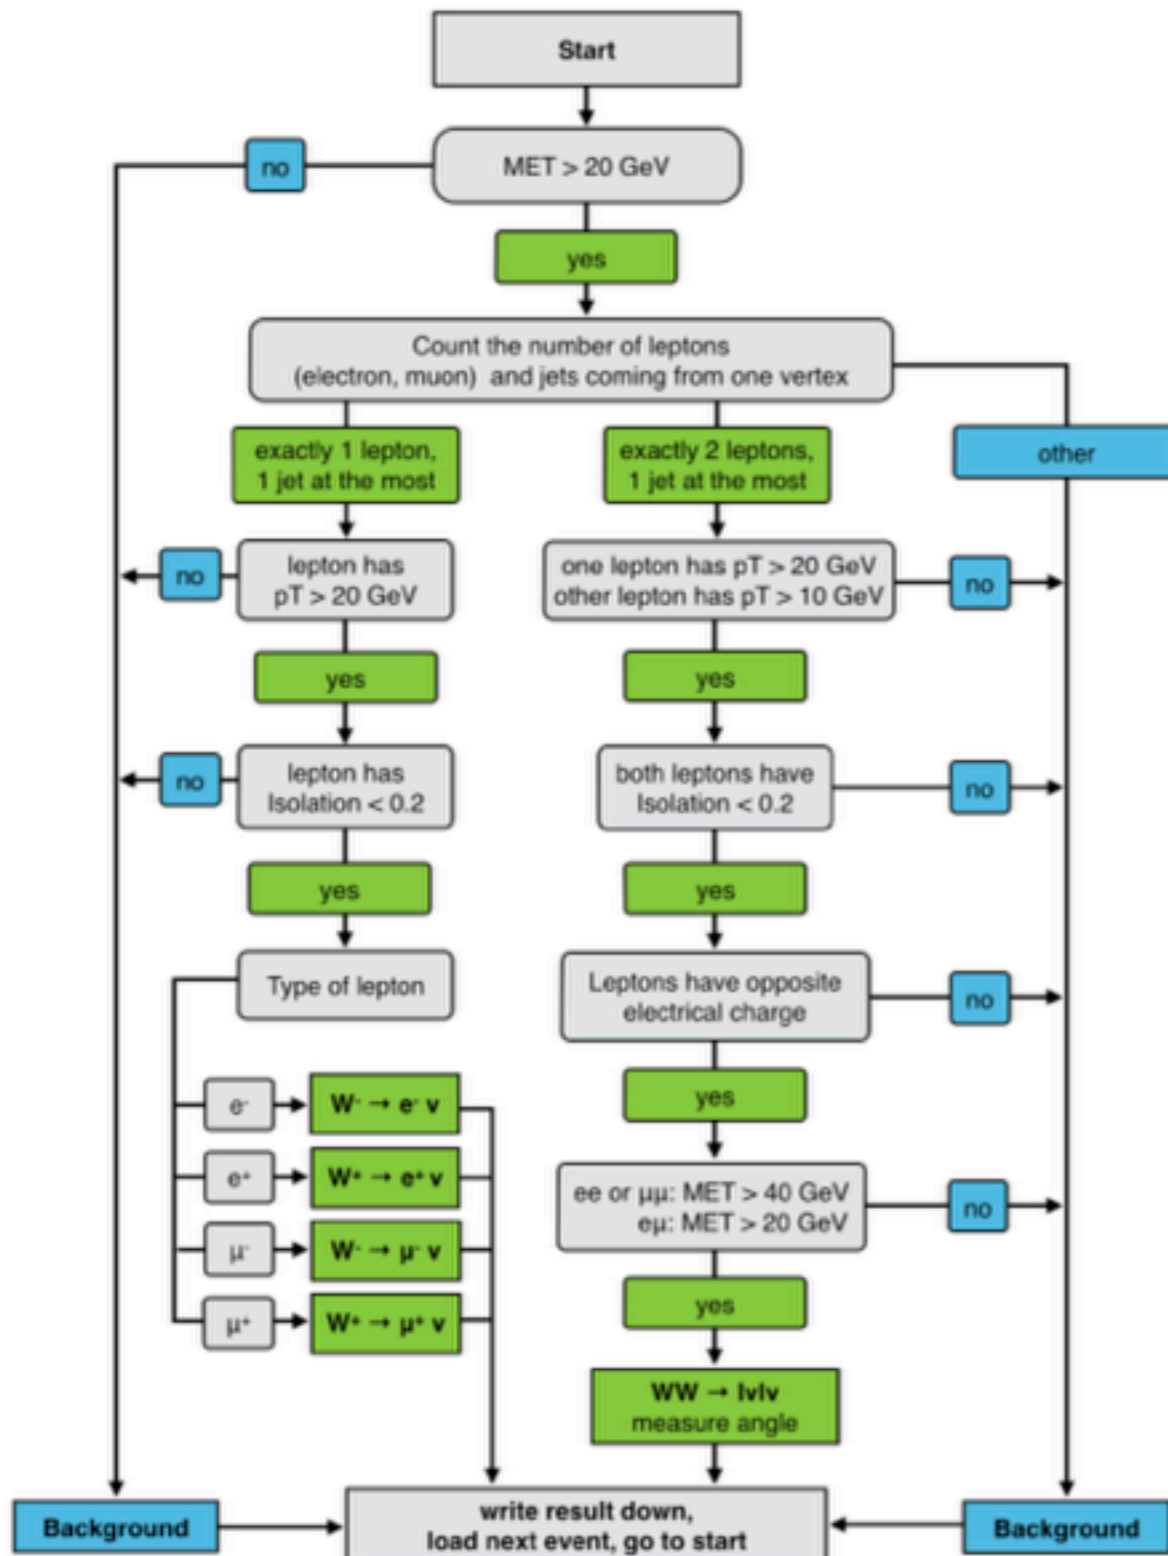 Start
no
MET > 20 GeV
yes
Count the number of leptons
(electron, muon) and jets coming from one vertex
exactly 1 lepton,
1 jet at the most
exactly 2 leptons,
1 jet at the most
other
no
lepton has
pT > 20 GeV
one lepton has pT > 20 GeV
other lepton has pT > 10 GeV
no
yes
yes
no
lepton has
Isolation < 0.2
both leptons have
Isolation < 0.2
no
yes
yes
Type of lepton
Leptons have opposite
electrical charge
no
e⁻
W⁻ → e⁻ ν
yes
e⁺
W⁺ → e⁺ ν
ee or μμ: MET > 40 GeV
eμ: MET > 20 GeV
no
μ⁻
W⁻ → μ⁻ ν
yes
μ⁺
W⁺ → μ⁺ ν
WW → lνlν
measure angle
Background
write result down,
load next event, go to start
Background